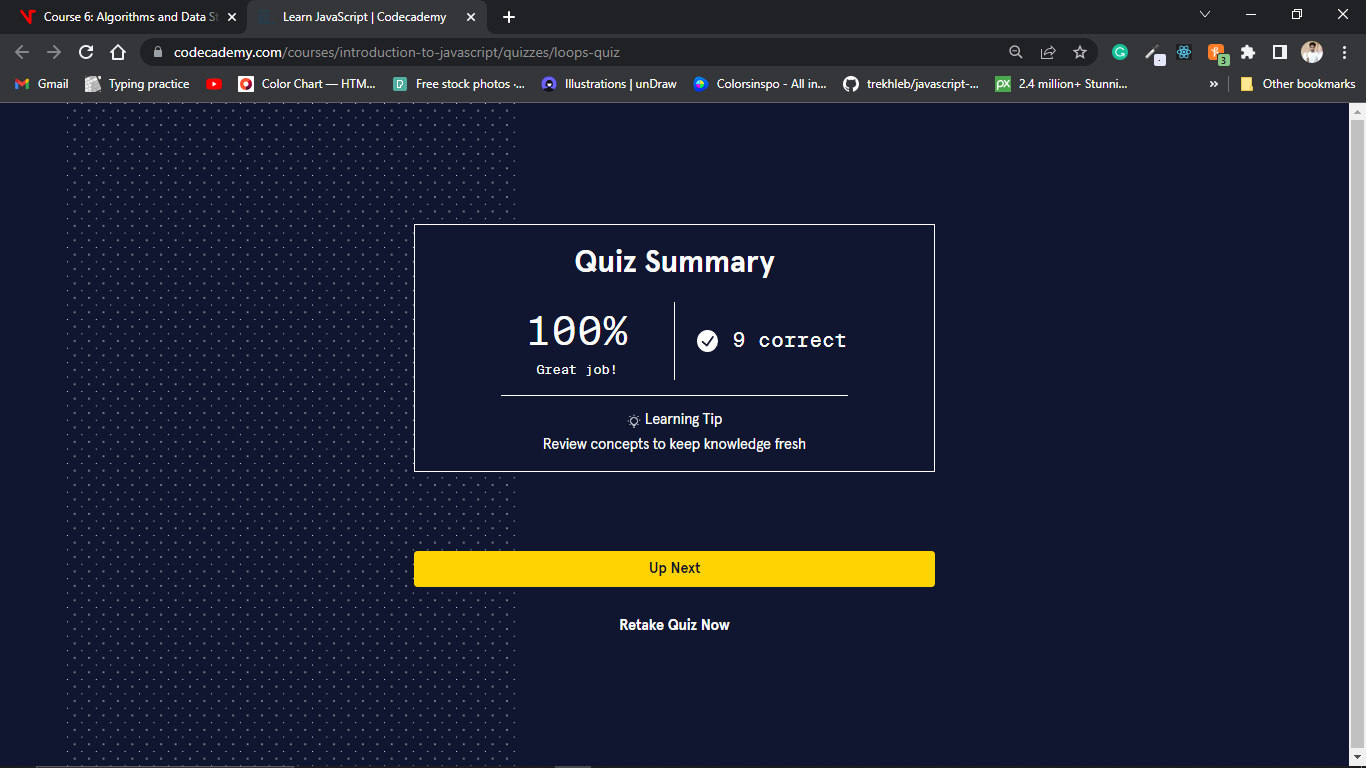 Course 6: Algorithms and Data St
Learn JavaScript | Codecademy
codecademy.com/courses/introduction-to-javascript/quizzes/loops-quiz
3
Gmail
Typing practice
Color Chart — HTM...
Free stock photos ·...
Illustrations | unDraw
Colorsinspo - All in...
trekhleb/javascript-...
px
2.4 million+ Stunni...
»
Other bookmarks
Quiz Summary
100%
9 correct
Great job!
Learning Tip
Review concepts to keep knowledge fresh
Up Next
Retake Quiz Now